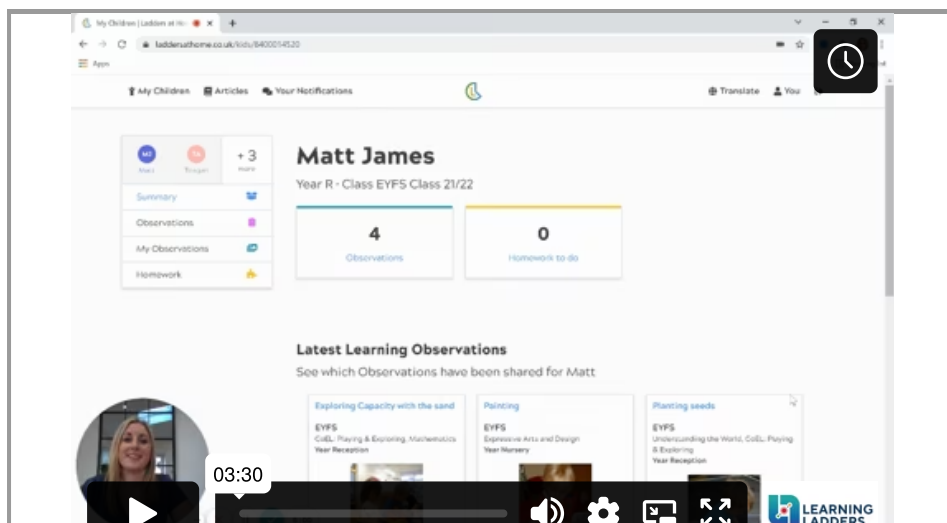 My Children | Ladders at Ho
laddersathome.co.uk/kids/6400014520
Apps
My Children Articles Your Notifications Translate You
MJ
+ 3
Matt
more
Summary
Observations
My Observations
Homework
Matt James
Year R - Class EYFS Class 21/22
4 0
Observations Homework to do
Latest Learning Observations
See which Observations have been shared for Matt
Exploring Capacity with the sand
EYFS
CoEL: Playing & Exploring, Mathematics
Year Reception
Painting
EYFS
Expressive Arts and Design
Year Nursery
Planting seeds
EYFS
Understanding the World, CoEL: Playing
& Exploring
Year Reception
03:30
LEARNING
LADDERS